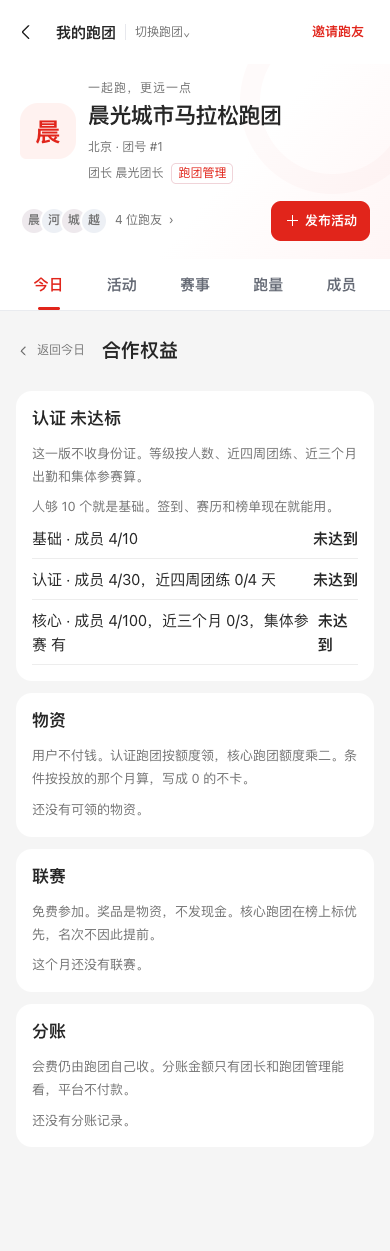 我的跑团 切换跑团 邀请跑友
一起跑，更远一点
晨 晨光城市马拉松跑团
北京 · 团号 #1
团长 晨光团长 跑团管理
晨 河 城 越 4 位跑友 › ＋ 发布活动
今日 活动 赛事 跑量 成员
‹ 返回今日 合作权益
认证 未达标
这一版不收身份证。等级按人数、近四周团练、近三个月
出勤和集体参赛算。
人够 10 个就是基础。签到、赛历和榜单现在就能用。
基础 · 成员 4/10 未达到
认证 · 成员 4/30，近四周团练 0/4 天 未达到
核心 · 成员 4/100，近三个月 0/3，集体参 未达
赛 有 到
物资
用户不付钱。认证跑团按额度领，核心跑团额度乘二。条
件按投放的那个月算，写成 0 的不卡。
还没有可领的物资。
联赛
免费参加。奖品是物资，不发现金。核心跑团在榜上标优
先，名次不因此提前。
这个月还没有联赛。
分账
会费仍由跑团自己收。分账金额只有团长和跑团管理能
看，平台不付款。
还没有分账记录。